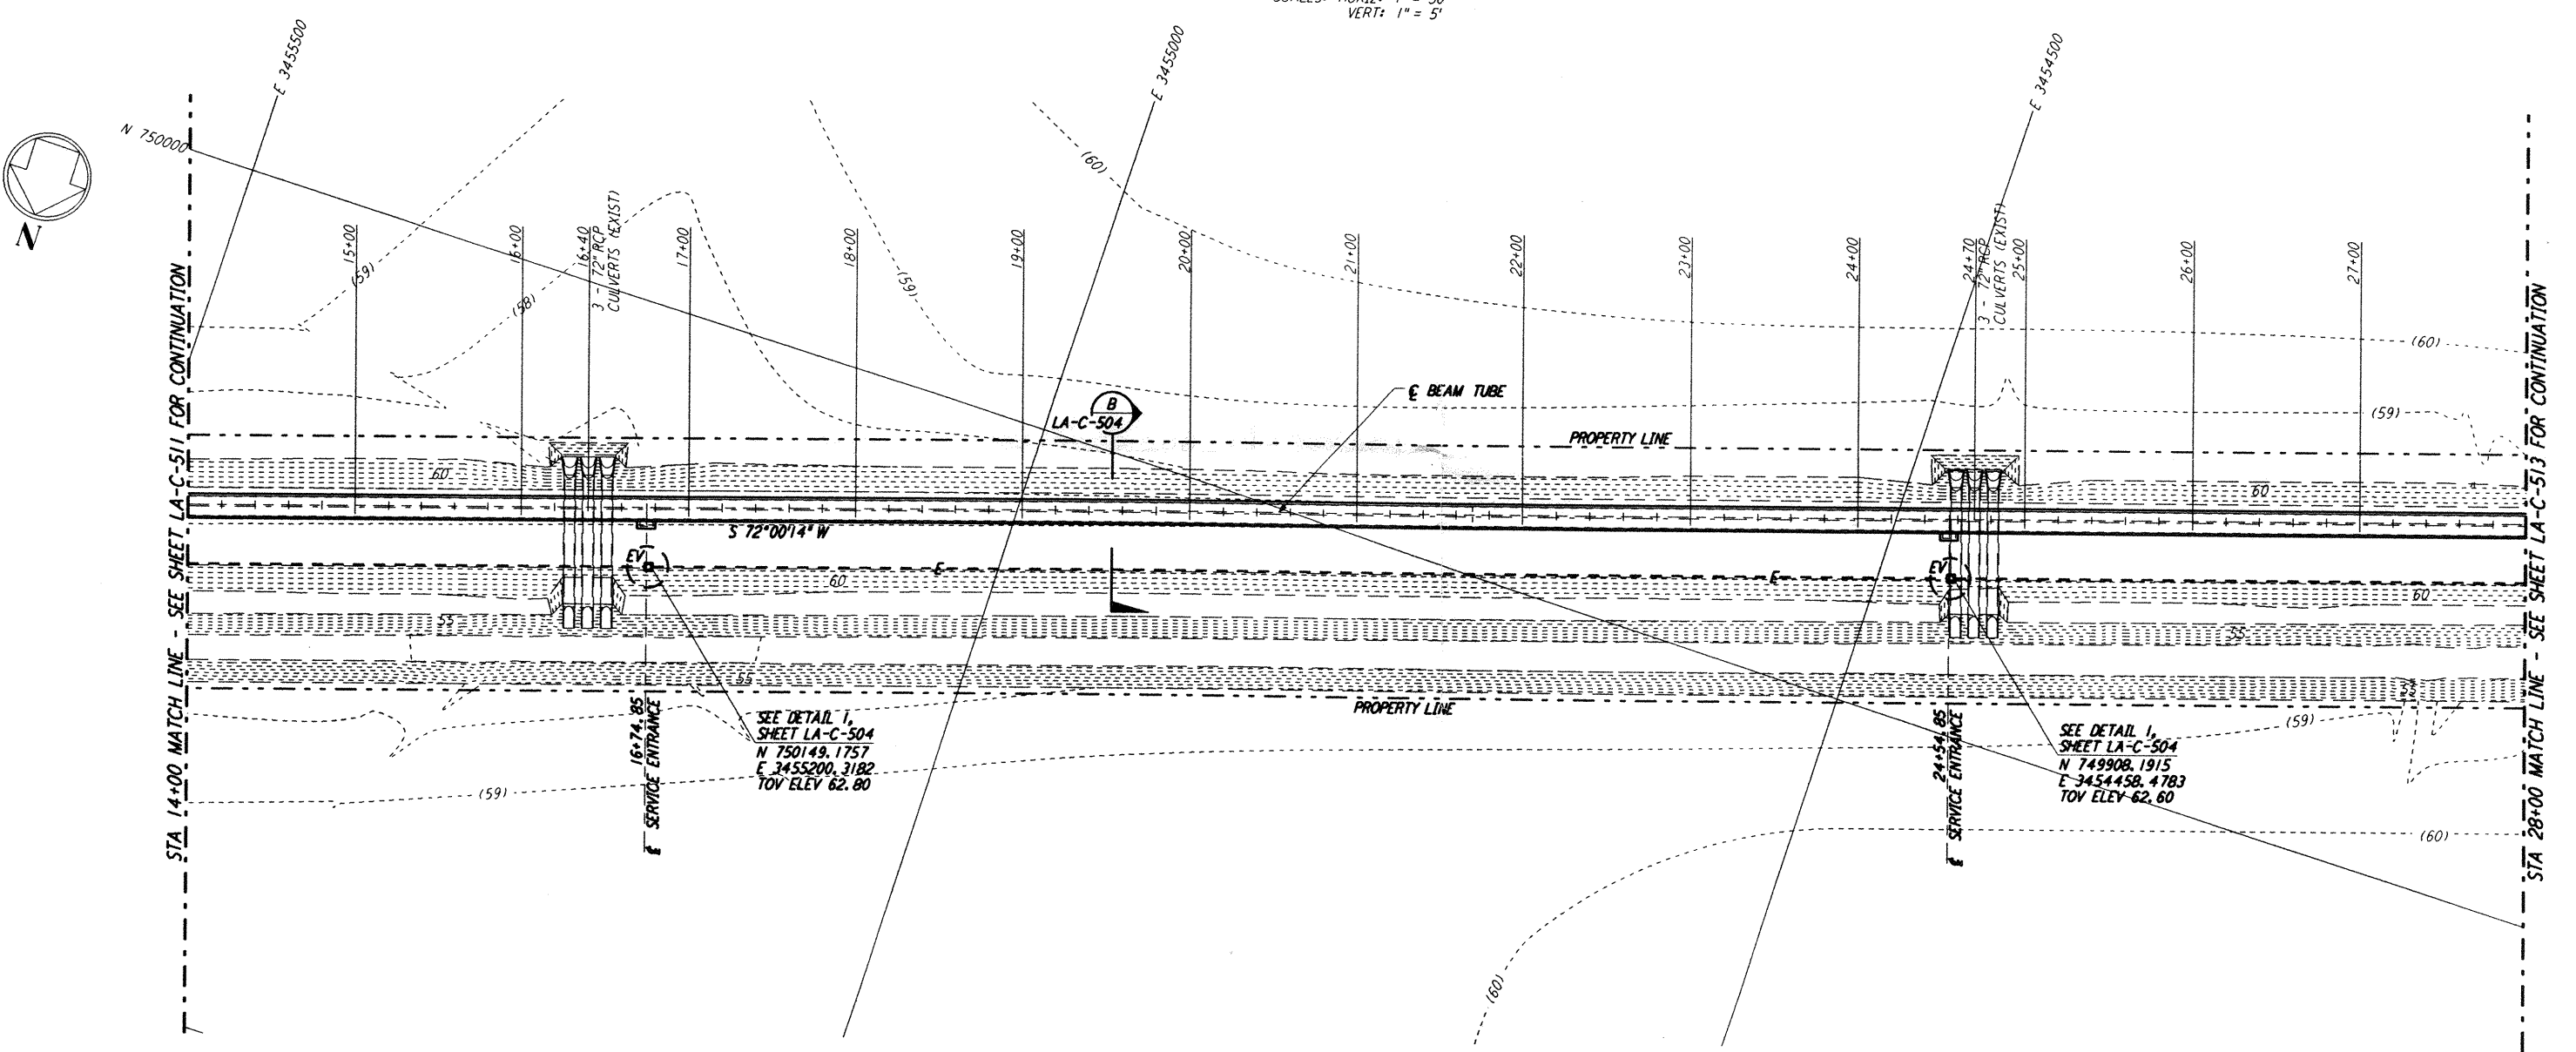 VERT: 1" = 5'
E 3455500
E 3455000
E 3454500
N 750000
N
15+00
16+00
16+40
3 - 72" RCP
CULVERTS (EXIST)
17+00
18+00
19+00
20+00
21+00
22+00
23+00
24+00
24+70
3 - 72" RCP
CULVERTS (EXIST)
25+00
26+00
27+00
(59)
(58)
(59)
(60)
(60)
(59)
℄ BEAM TUBE
B
LA-C-504
PROPERTY LINE
60
60
S 72°00'14" W
EV
E
E
EV
60
60
55
55
55
PROPERTY LINE
16+74.85
℄ SERVICE ENTRANCE
SEE DETAIL 1,
SHEET LA-C-504
N 750149.1757
E 3455200.3182
TOV ELEV 62.80
24+54.85
℄ SERVICE ENTRANCE
SEE DETAIL 1,
SHEET LA-C-504
N 749908.1915
E 3454458.4783
TOV ELEV 62.60
(59)
(59)
(60)
(60)
STA 14+00 MATCH LINE - SEE SHEET LA-C-511 FOR CONTINUATION
STA 28+00 MATCH LINE - SEE SHEET LA-C-513 FOR CONTINUATION